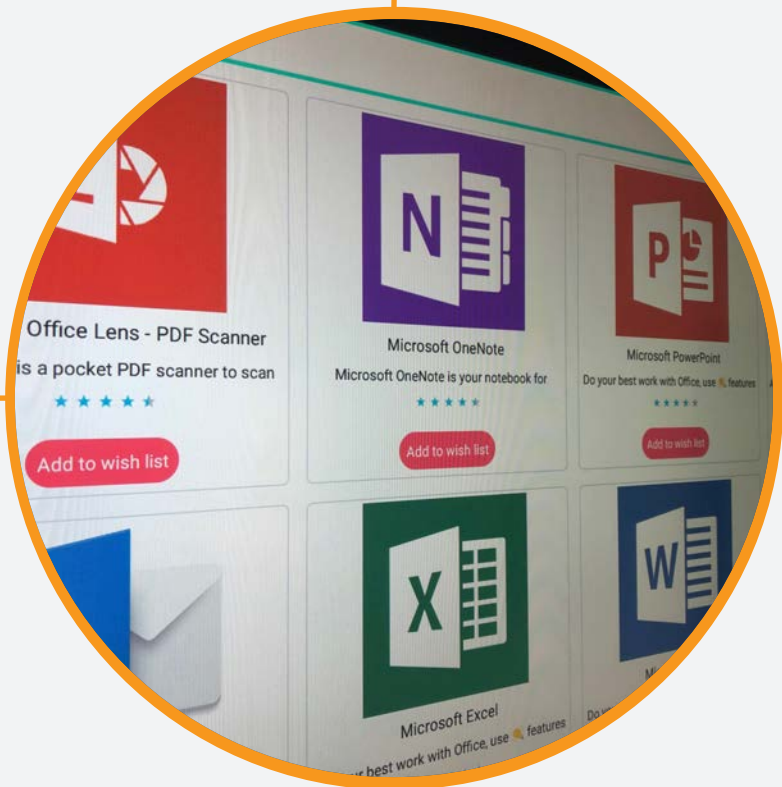 Office Lens - PDF Scanner
is a pocket PDF scanner to scan
Add to wish list
N
Microsoft OneNote
Microsoft OneNote is your notebook for
Add to wish list
P
Microsoft PowerPoint
Do your best work with Office, use 🔑 features
Add to wish list
X
Microsoft Excel
best work with Office, use 🔑 features
W